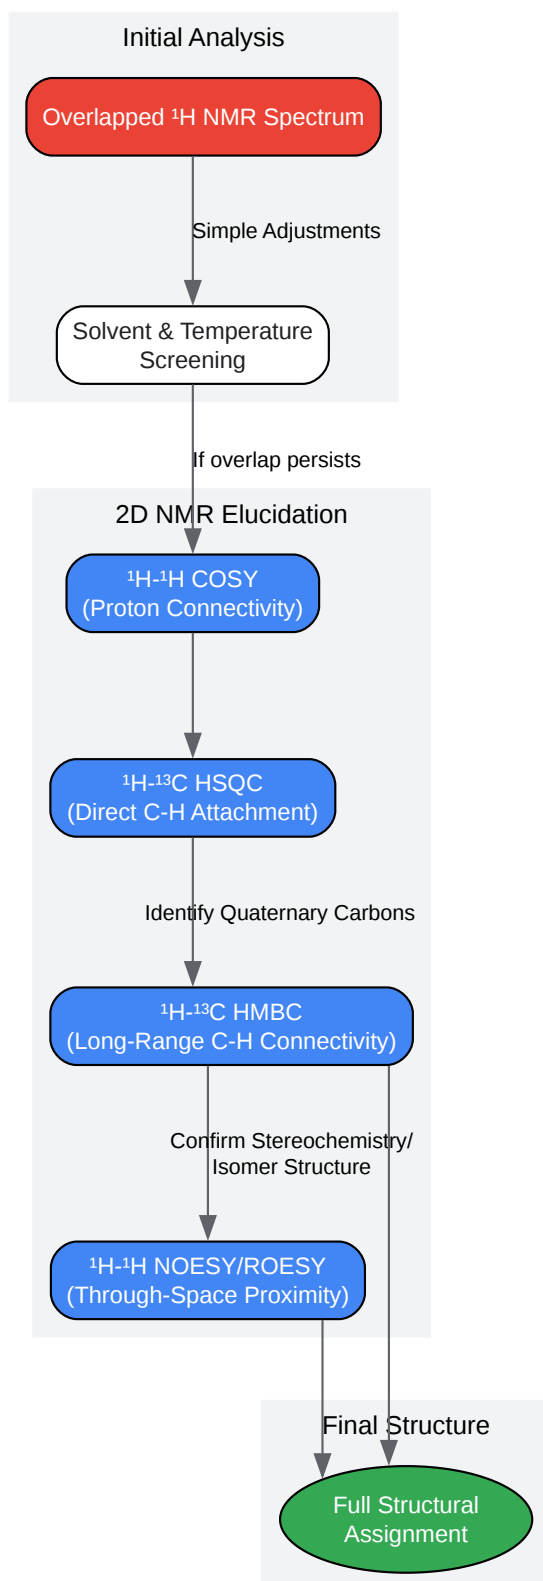 Initial Analysis
Overlapped ¹H NMR Spectrum
Simple Adjustments
Solvent & Temperature
Screening
If overlap persists
2D NMR Elucidation
¹H-¹H COSY
(Proton Connectivity)
¹H-¹³C HSQC
(Direct C-H Attachment)
Identify Quaternary Carbons
¹H-¹³C HMBC
(Long-Range C-H Connectivity)
Confirm Stereochemistry/
Isomer Structure
¹H-¹H NOESY/ROESY
(Through-Space Proximity)
Final Structure
Full Structural
Assignment